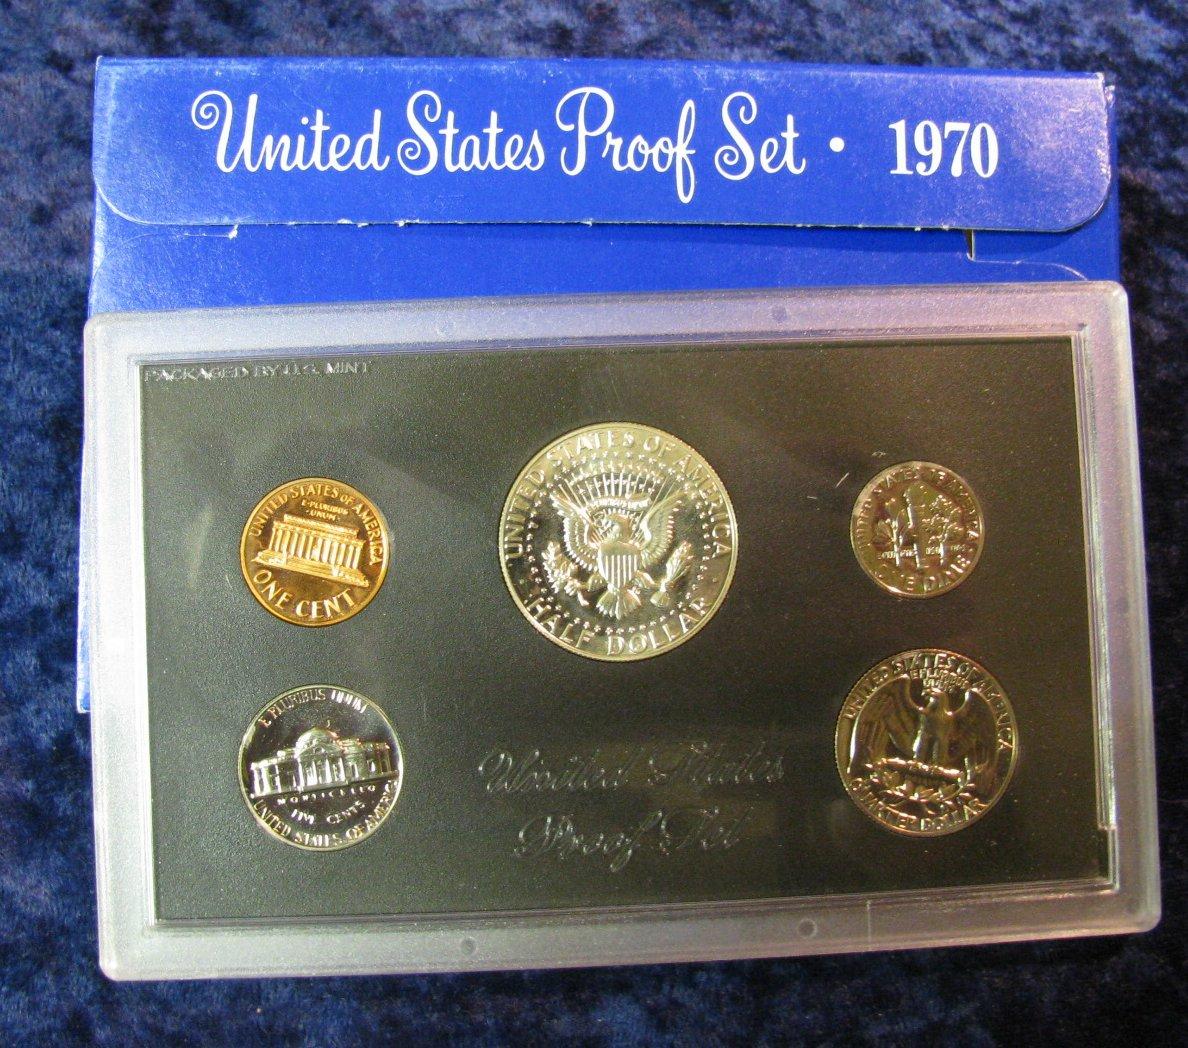 United States Proof Set · 1970
PACKAGED BY U.S. MINT
UNITED STATES OF AMERICA
E·PLURIBUS
·UNUM·
ONE CENT
UNITED STATES OF AMERICA
HALF DOLLAR
UNITED STATES OF AMERICA
E PLURIBUS UNUM
ONE DIME
E PLURIBUS UNUM
MONTICELLO
FIVE CENTS
UNITED STATES OF AMERICA
UNITED STATES OF AMERICA
E PLURIBUS
UNUM
QUARTER DOLLAR
United States
Proof Set